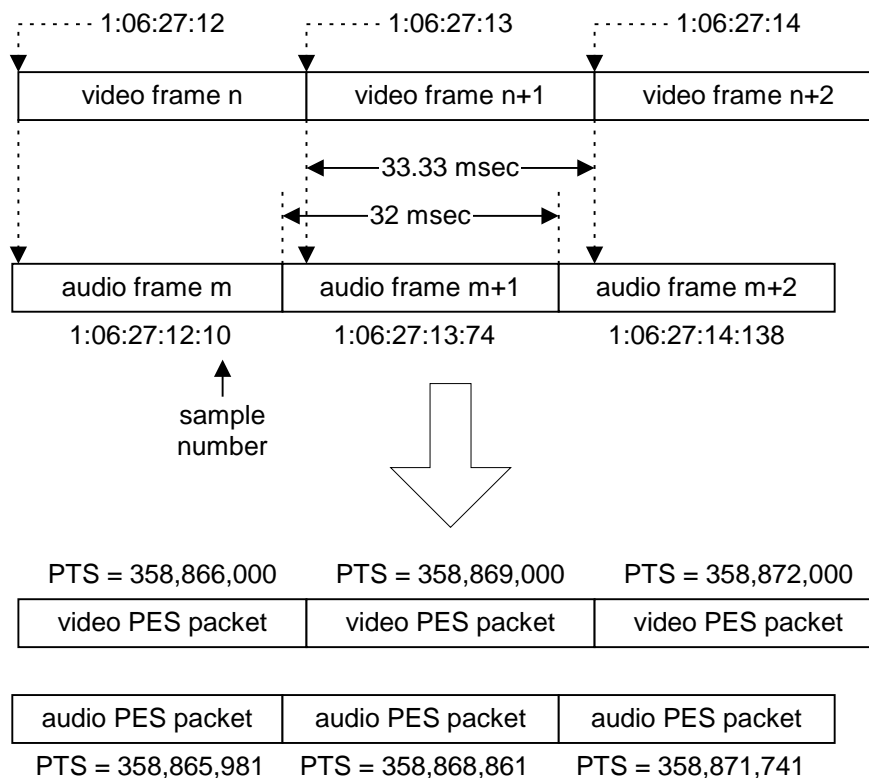 1:06:27:12 1:06:27:13 1:06:27:14
video frame n video frame n+1 video frame n+2
33.33 msec
32 msec
audio frame m audio frame m+1 audio frame m+2
1:06:27:12:10 1:06:27:13:74 1:06:27:14:138
sample
number
PTS = 358,866,000 PTS = 358,869,000 PTS = 358,872,000
video PES packet video PES packet video PES packet
audio PES packet audio PES packet audio PES packet
PTS = 358,865,981 PTS = 358,868,861 PTS = 358,871,741